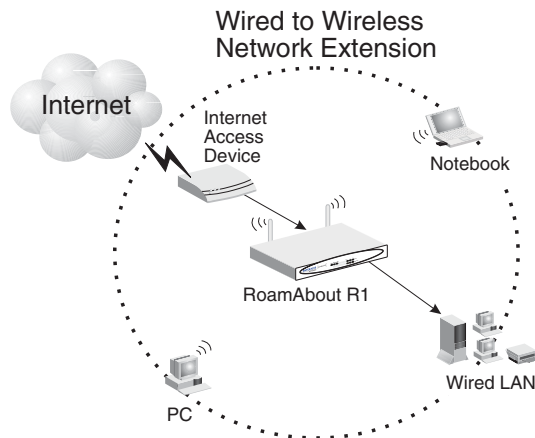 Wired to Wireless
Network Extension
Internet
Internet
Access
Device
Notebook
RoamAbout R1
Wired LAN
PC